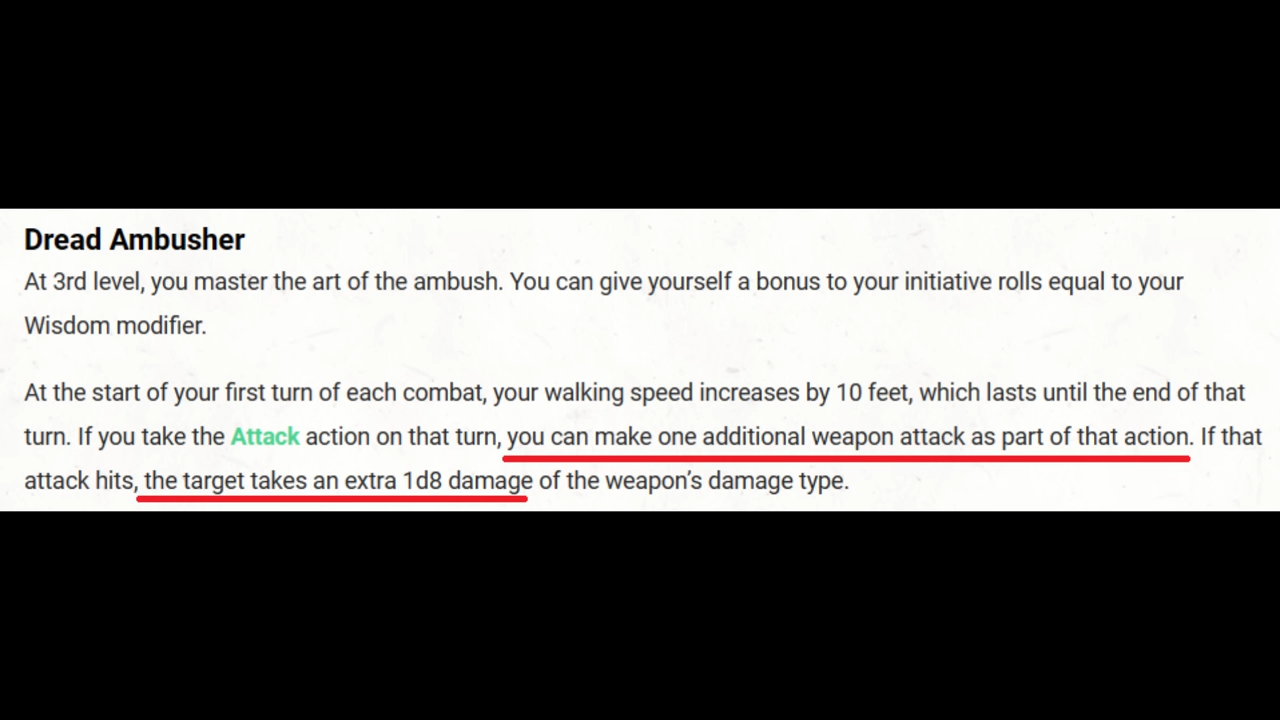 Dread Ambusher
At 3rd level, you master the art of the ambush. You can give yourself a bonus to your initiative rolls equal to your
Wisdom modifier.
At the start of your first turn of each combat, your walking speed increases by 10 feet, which lasts until the end of that
turn. If you take the Attack action on that turn, you can make one additional weapon attack as part of that action. If that
attack hits, the target takes an extra 1d8 damage of the weapon’s damage type.